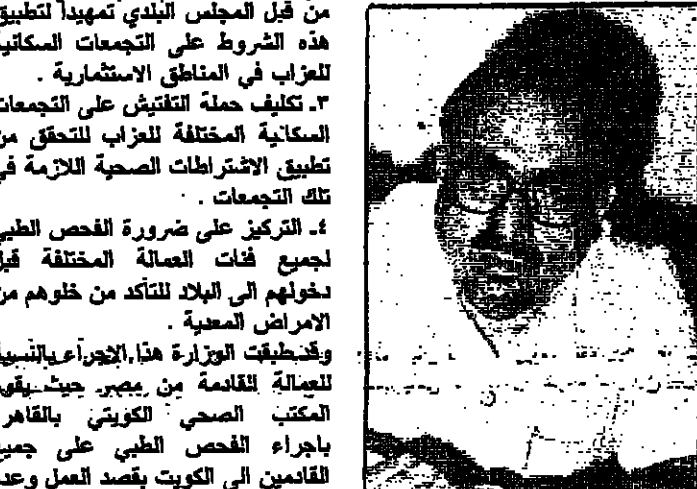 من قبل المجلس البلدي تمهيداً لتطبيق
هذه الشروط على التجمعات السكانية
للعزاب في المناطق الاستثمارية .
٣ـ تكليف حملة التفتيش على التجمعات
السكانية المختلفة للعزاب للتحقق من
تطبيق الاشتراطات الصحية اللازمة في
تلك التجمعات .
٤ـ التركيز على ضرورة الفحص الطبي
لجميع فئات العمالة المختلفة قبل
دخولهم الى البلاد للتأكد من خلوهم من
الامراض المعدية .
وقد طبقت الوزارة هذا الاجراء بالنسبة
للعمالة القادمة من مصر حيث يقوم
المكتب الصحي الكويتي بالقاهرة
باجراء الفحص الطبي على جميع
القادمين الى الكويت بقصد العمل وعدم